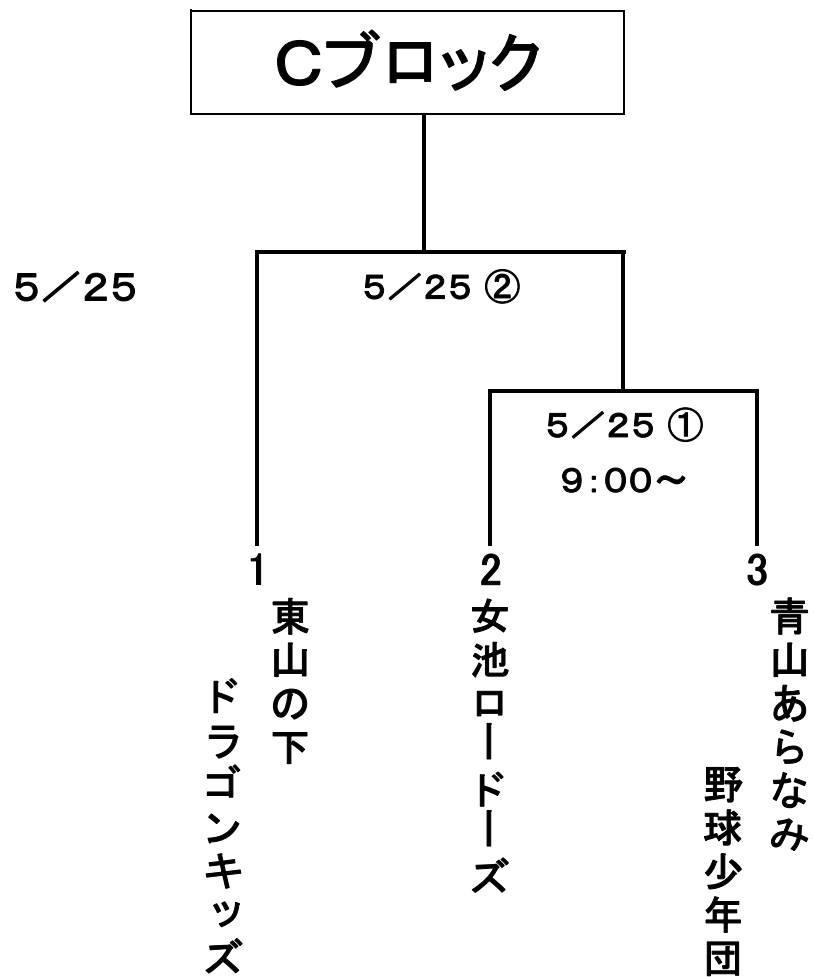 Cブロック
5／25
5／25 ②
5／25 ①
9：00～
1
2
3
東山の下
ドラゴンキッズ
女池ロードーズ
青山あらなみ
野球少年団